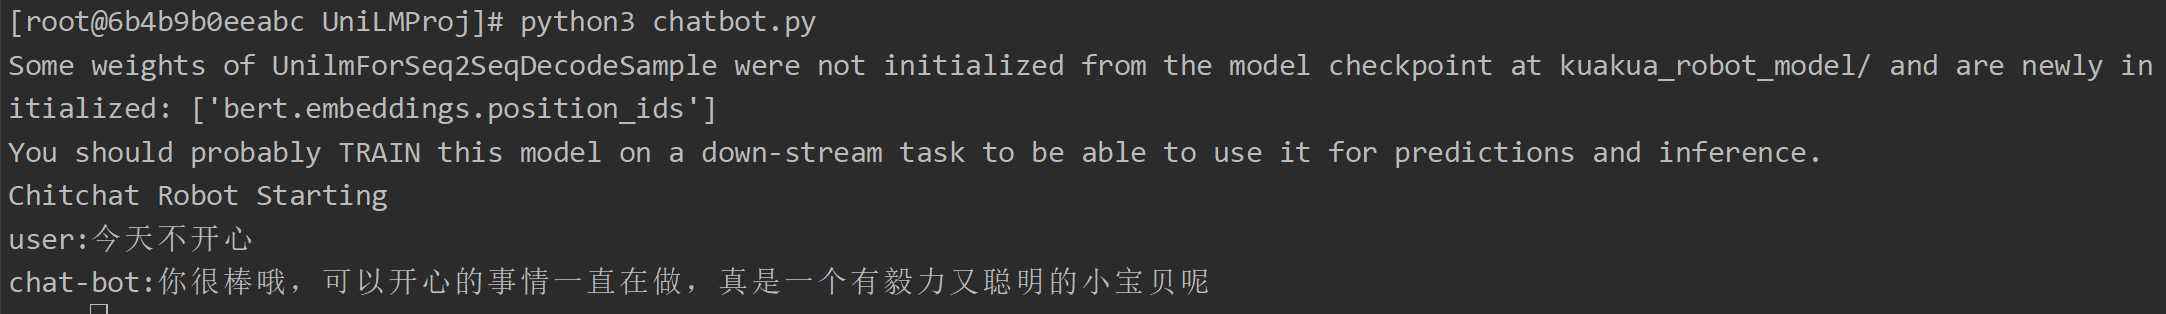 [root@6b4b9b0eeabc UniLMProj]# python3 chatbot.py
Some weights of UnilmForSeq2SeqDecodeSample were not initialized from the model checkpoint at kuakua_robot_model/ and are newly in
itialized: ['bert.embeddings.position_ids']
You should probably TRAIN this model on a down-stream task to be able to use it for predictions and inference.
Chitchat Robot Starting
user:今天不开心
chat-bot:你很棒哦，可以开心的事情一直在做，真是一个有毅力又聪明的小宝贝呢